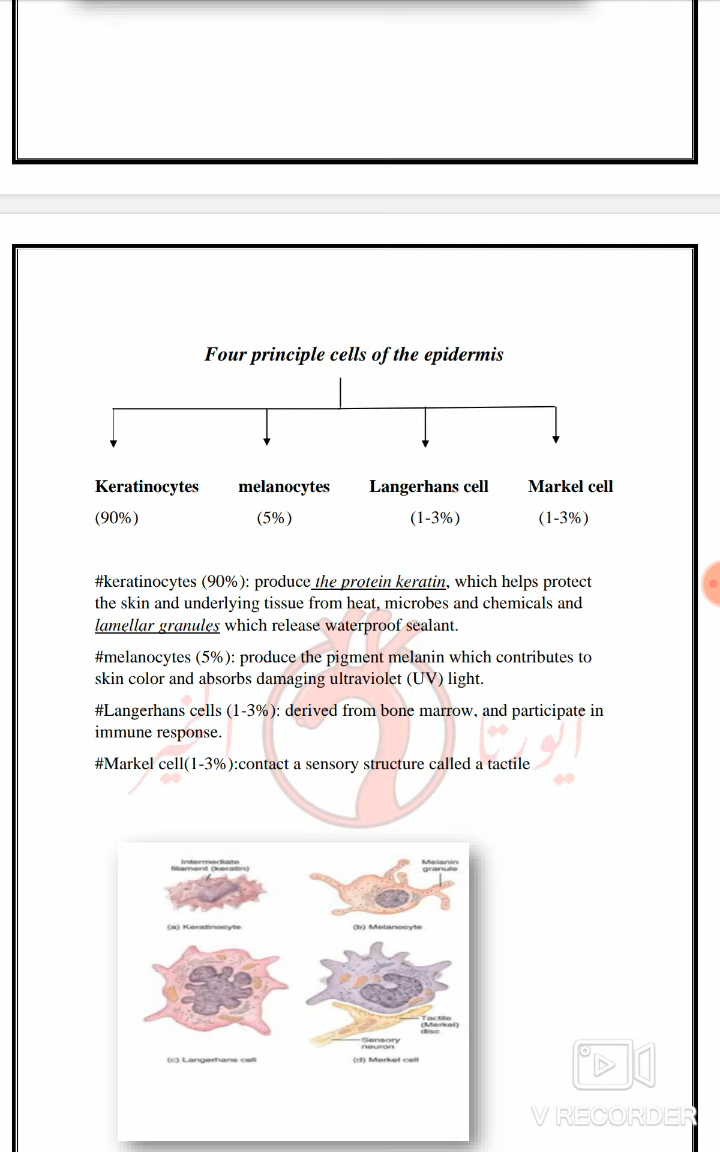 Four principle cells of the epidermis
Keratinocytes melanocytes Langerhans cell Markel cell
(90%) (5%) (1-3%) (1-3%)
#keratinocytes (90%): produce the protein keratin, which helps protect
the skin and underlying tissue from heat, microbes and chemicals and
lamellar granules which release waterproof sealant.
#melanocytes (5%): produce the pigment melanin which contributes to
skin color and absorbs damaging ultraviolet (UV) light.
#Langerhans cells (1-3%): derived from bone marrow, and participate in
immune response.
#Markel cell(1-3%):contact a sensory structure called a tactile
ايورتا الخير
Intermediate
filament (keratin)
Melanin
granule
(a) Keratinocyte
(b) Melanocyte
Tactile
(Merkel)
disc
Sensory
neuron
(c) Langerhans cell
(d) Merkel cell
V RECORDER